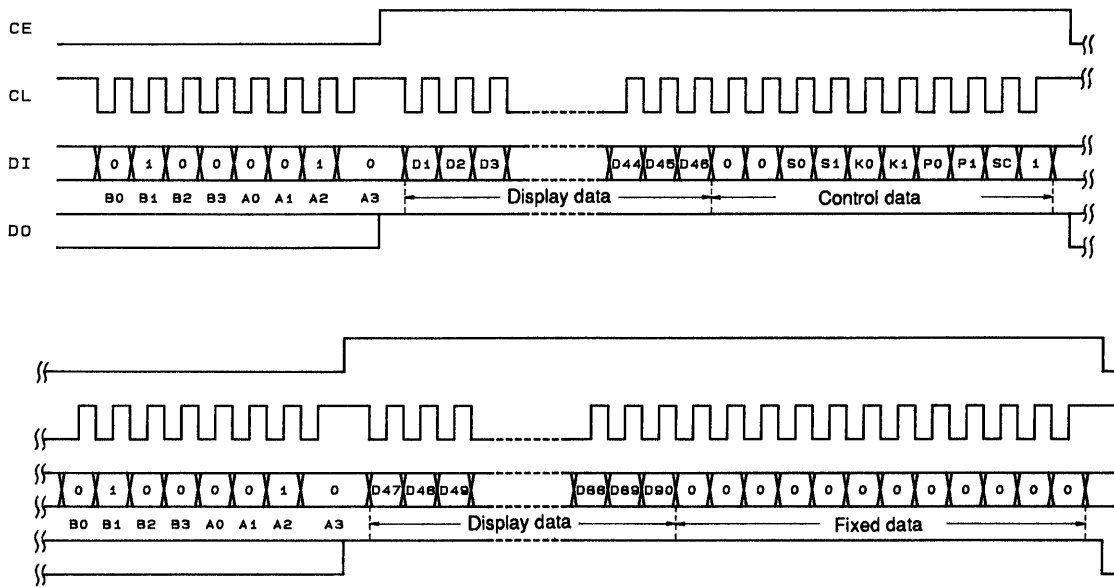 CE
CL
DI 0 1 0 0 0 0 1 0 D1 D2 D3 D44 D45 D46 0 0 S0 S1 K0 K1 P0 P1 SC 1
B0 B1 B2 B3 A0 A1 A2 A3 Display data Control data
DO
0 1 0 0 0 0 1 0 D47 D48 D49 D88 D89 D90 0 0 0 0 0 0 0 0 0 0 0 0
B0 B1 B2 B3 A0 A1 A2 A3 Display data Fixed data